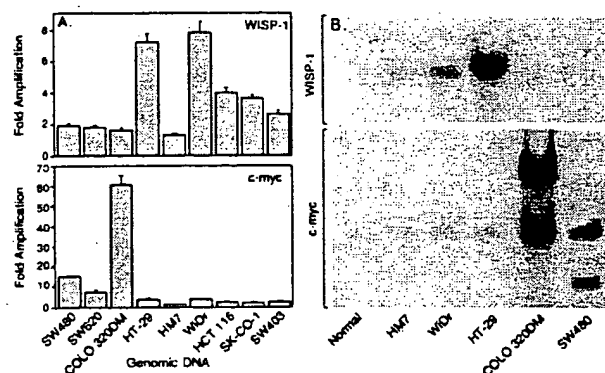 A.
WISP-1
Fold Amplification
8
6
4
2
0
c-myc
Fold Amplification
70
60
50
40
30
20
10
0
SW480
SW620
COLO 320DM
HT-29
HM7
WiDr
HCT 116
SK-CO-1
SW403
Genomic DNA
B.
WISP-1
c-myc
Normal
HM7
WiDr
HT-29
COLO 320DM
SW480